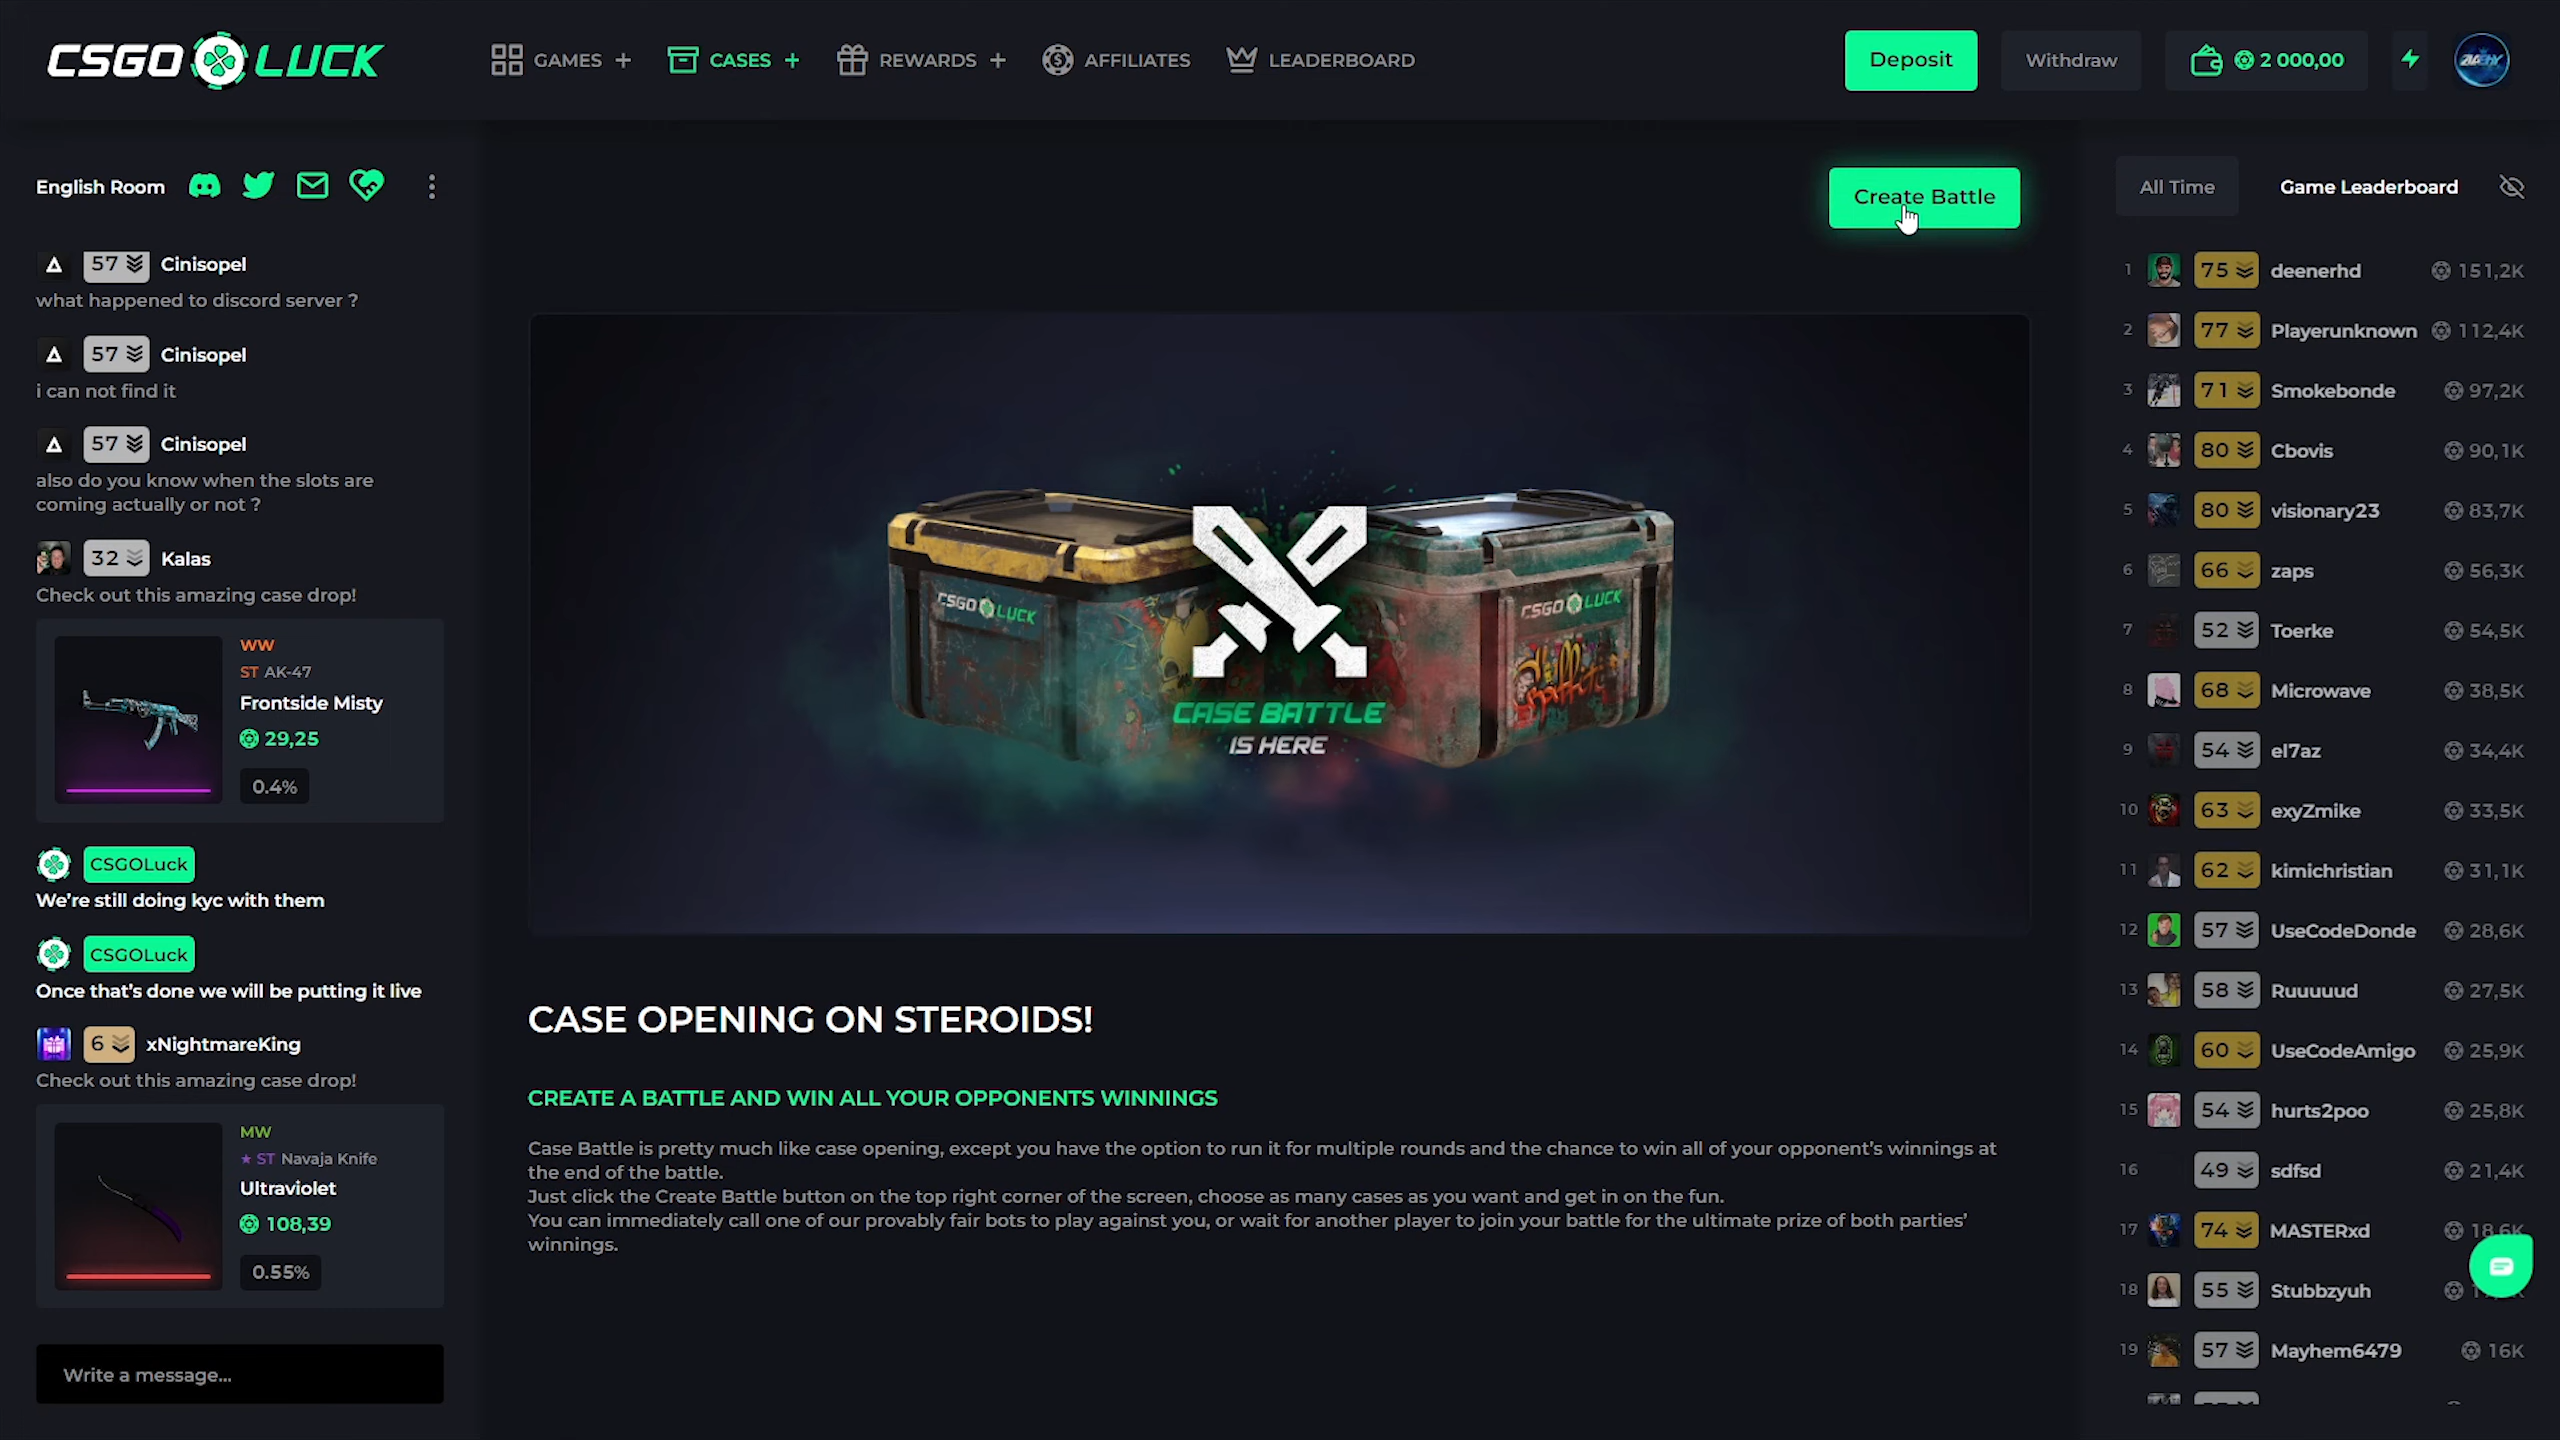 CSGO LUCK
GAMES +
CASES +
REWARDS +
AFFILIATES
LEADERBOARD
Deposit
Withdraw
2 000,00
English Room
57 Cinisopel
what happened to discord server ?
57 Cinisopel
i can not find it
57 Cinisopel
also do you know when the slots are
coming actually or not ?
32 Kalas
Check out this amazing case drop!
WW
ST AK-47
Frontside Misty
29,25
0.4%
CSGOLuck
We're still doing kyc with them
CSGOLuck
Once that's done we will be putting it live
6 xNightmareKing
Check out this amazing case drop!
MW
★ ST Navaja Knife
Ultraviolet
108,39
0.55%
Write a message...
Create Battle
CSGO LUCK
CSGO LUCK
Graffiti
CASE BATTLE
IS HERE
CASE OPENING ON STEROIDS!
CREATE A BATTLE AND WIN ALL YOUR OPPONENTS WINNINGS
Case Battle is pretty much like case opening, except you have the option to run it for multiple rounds and the chance to win all of your opponent's winnings at
the end of the battle.
Just click the Create Battle button on the top right corner of the screen, choose as many cases as you want and get in on the fun.
You can immediately call one of our provably fair bots to play against you, or wait for another player to join your battle for the ultimate prize of both parties'
winnings.
All Time
Game Leaderboard
1 75 deenerhd 151,2K
2 77 Playerunknown 112,4K
3 71 Smokebonde 97,2K
4 80 Cbovis 90,1K
5 80 visionary23 83,7K
6 66 zaps 56,3K
7 52 Toerke 54,5K
8 68 Microwave 38,5K
9 54 el7az 34,4K
10 63 exyZmike 33,5K
11 62 kimichristian 31,1K
12 57 UseCodeDonde 28,6K
13 58 Ruuuuud 27,5K
14 60 UseCodeAmigo 25,9K
15 54 hurts2poo 25,8K
16 49 sdfsd 21,4K
17 74 MASTERxd 18,6K
18 55 Stubbzyuh
19 57 Mayhem6479 16K